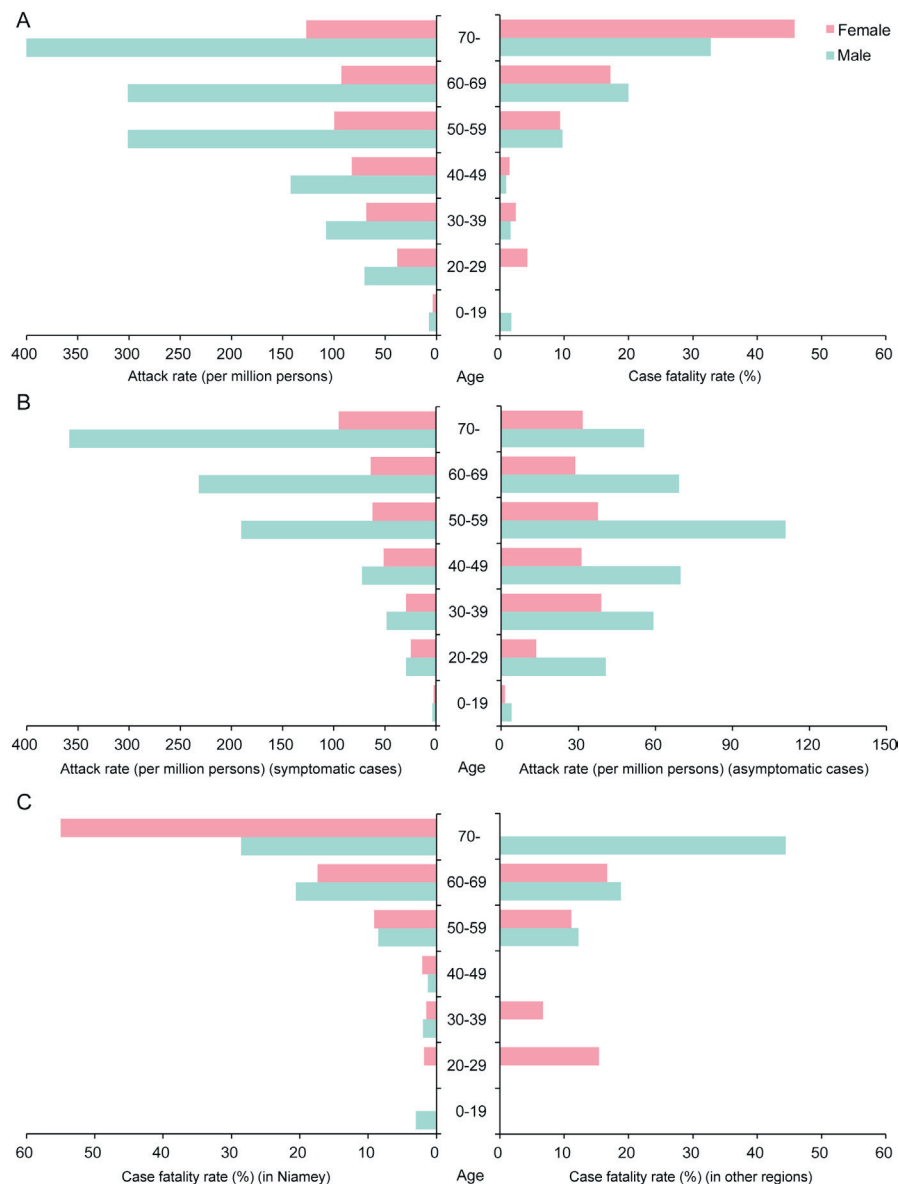 A
Female
Male
70-
60-69
50-59
40-49
30-39
20-29
0-19
400 350 300 250 200 150 100 50 0
0 10 20 30 40 50 60
Attack rate (per million persons) Age Case fatality rate (%)
B
70-
60-69
50-59
40-49
30-39
20-29
0-19
400 350 300 250 200 150 100 50 0
0 30 60 90 120 150
Attack rate (per million persons) (symptomatic cases) Age Attack rate (per million persons) (asymptomatic cases)
C
70-
60-69
50-59
40-49
30-39
20-29
0-19
60 50 40 30 20 10 0
0 10 20 30 40 50 60
Case fatality rate (%) (in Niamey) Age Case fatality rate (%) (in other regions)